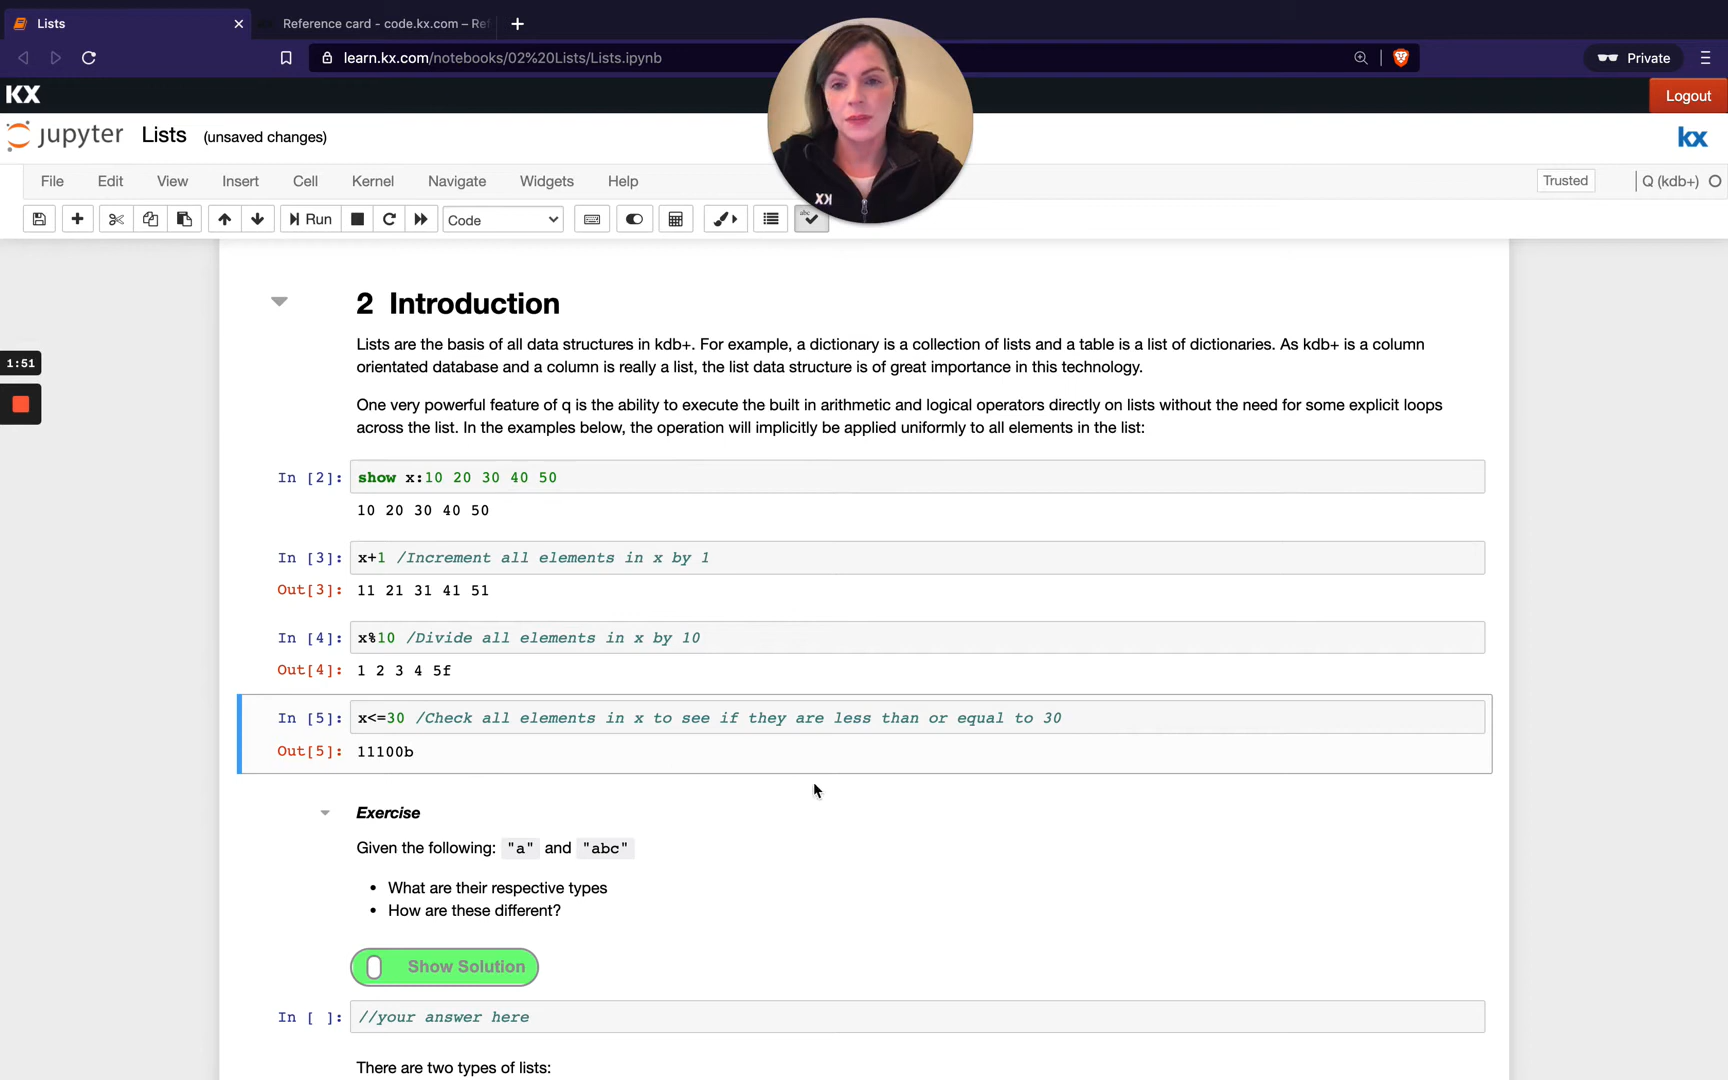 Lists
Reference card - code.kx.com – Ref
learn.kx.com/notebooks/02%20Lists/Lists.ipynb
Private
KX
Logout
jupyter Lists (unsaved changes)
kx
File Edit View Insert Cell Kernel Navigate Widgets Help
Trusted
Q (kdb+)
Run
Code
abc
KX
2 Introduction
Lists are the basis of all data structures in kdb+. For example, a dictionary is a collection of lists and a table is a list of dictionaries. As kdb+ is a column
orientated database and a column is really a list, the list data structure is of great importance in this technology.
1:51
One very powerful feature of q is the ability to execute the built in arithmetic and logical operators directly on lists without the need for some explicit loops
across the list. In the examples below, the operation will implicitly be applied uniformly to all elements in the list:
In [2]: show x:10 20 30 40 50
10 20 30 40 50
In [3]: x+1 /Increment all elements in x by 1
Out[3]: 11 21 31 41 51
In [4]: x%10 /Divide all elements in x by 10
Out[4]: 1 2 3 4 5f
In [5]: x<=30 /Check all elements in x to see if they are less than or equal to 30
Out[5]: 11100b
Exercise
Given the following: "a" and "abc"
• What are their respective types
• How are these different?
Show Solution
In [ ]: //your answer here
There are two types of lists: